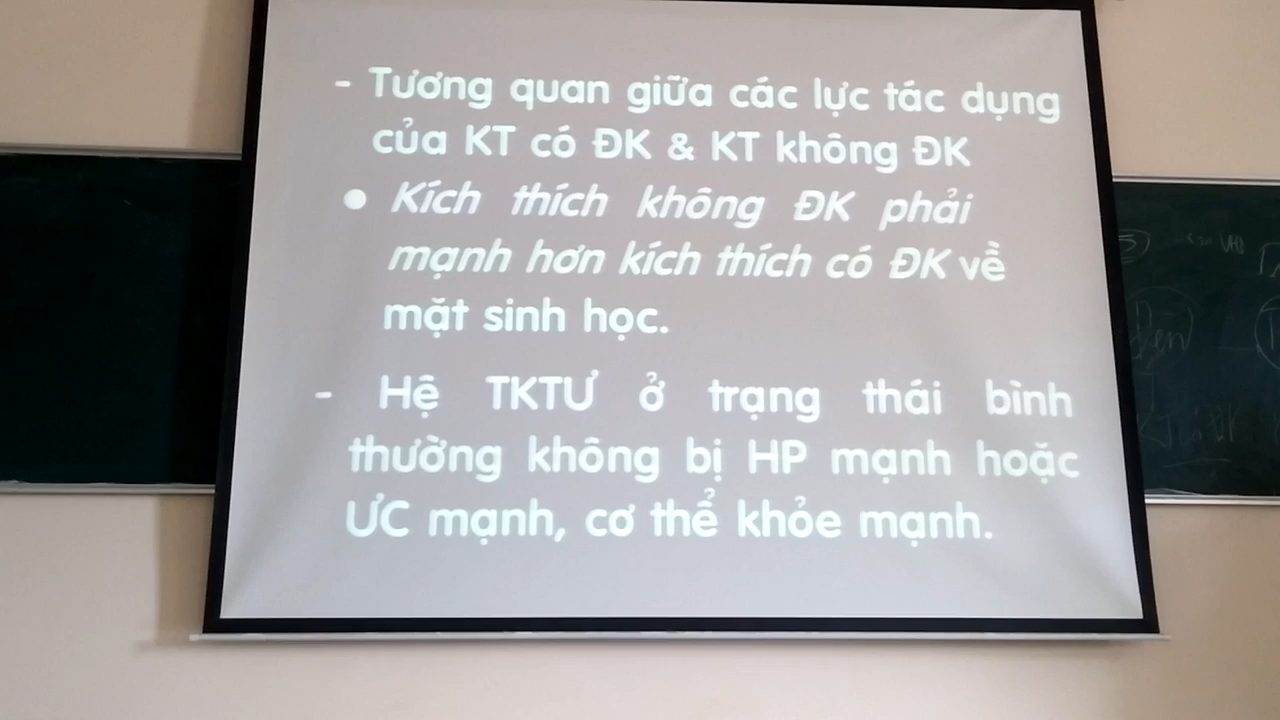 - Tương quan giữa các lực tác dụng
của KT có ĐK & KT không ĐK
● Kích thích không ĐK phải
mạnh hơn kích thích có ĐK về
mặt sinh học.
- Hệ TKTƯ ở trạng thái bình
thường không bị HP mạnh hoặc
ƯC mạnh, cơ thể khỏe mạnh.